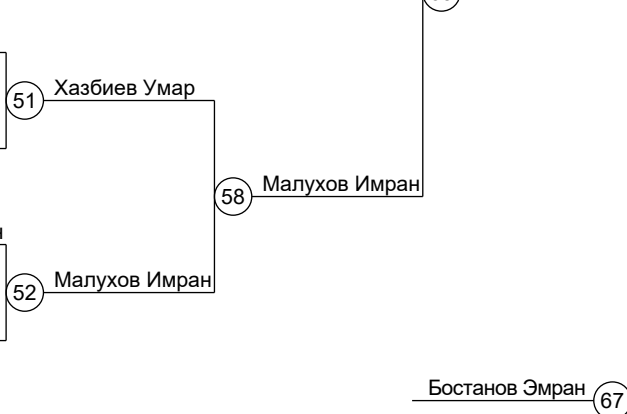 Хазбиев Умар
51
Малухов Имран
58
Малухов Имран
52
Бостанов Эмран
67